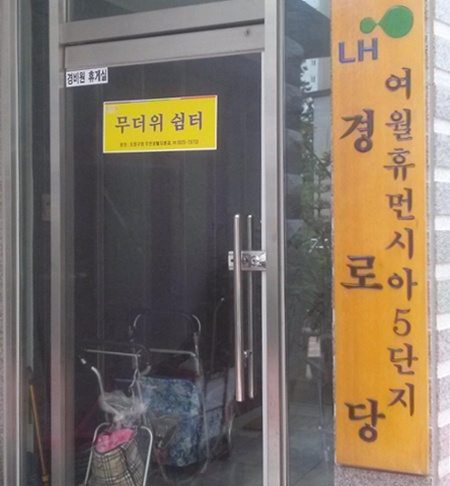 경비원 휴게실
무더위 쉼터
LH
여월휴먼시아5단지
경로당